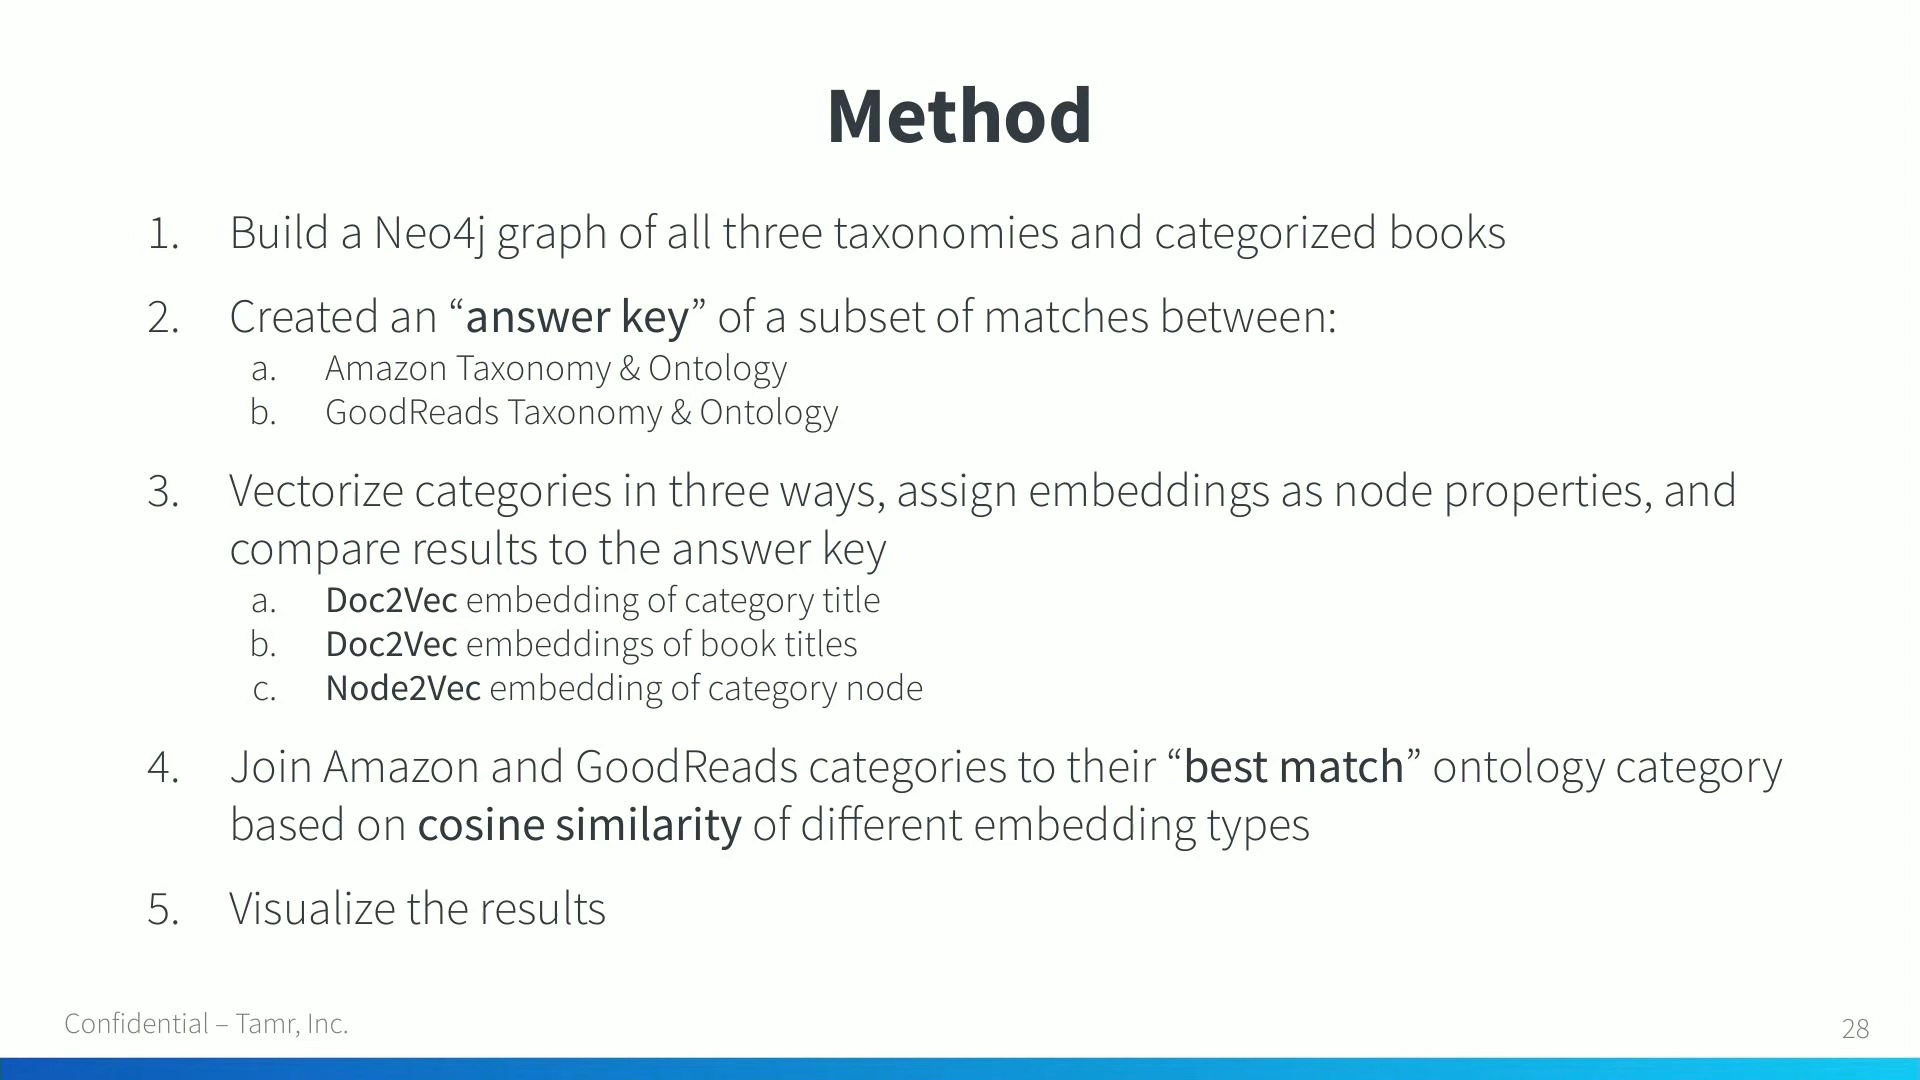 Method
1. Build a Neo4j graph of all three taxonomies and categorized books
2. Created an “answer key” of a subset of matches between:
a. Amazon Taxonomy & Ontology
b. GoodReads Taxonomy & Ontology
3. Vectorize categories in three ways, assign embeddings as node properties, and
compare results to the answer key
a. Doc2Vec embedding of category title
b. Doc2Vec embeddings of book titles
c. Node2Vec embedding of category node
4. Join Amazon and GoodReads categories to their “best match” ontology category
based on cosine similarity of different embedding types
5. Visualize the results
Confidential – Tamr, Inc.
28